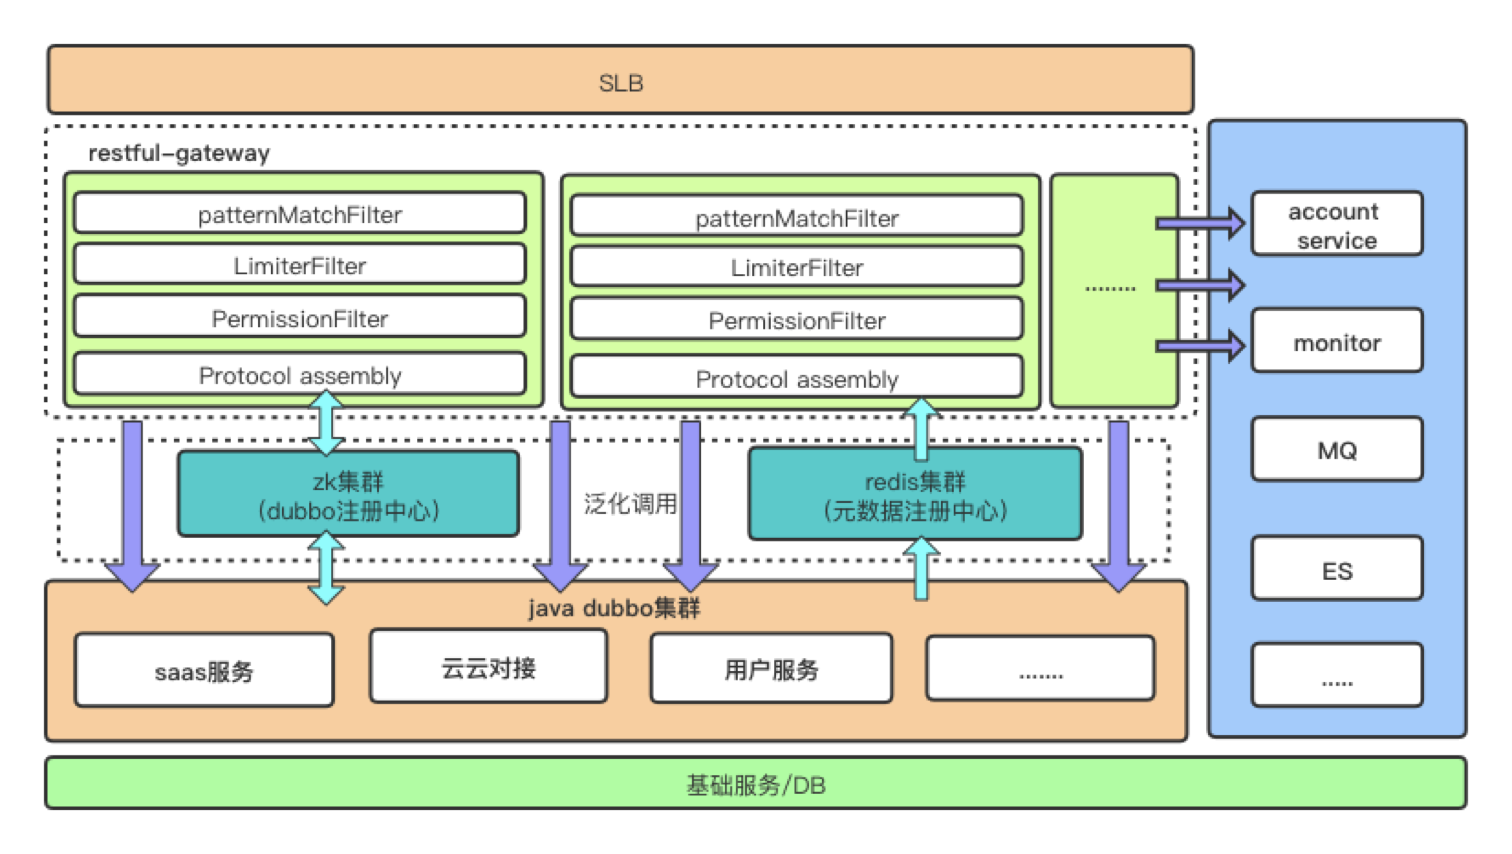 SLB
restful-gateway
patternMatchFilter
LimiterFilter
PermissionFilter
Protocol assembly
patternMatchFilter
LimiterFilter
PermissionFilter
Protocol assembly
........
account
service
monitor
MQ
ES
.....
zk集群
(dubbo注册中心)
泛化调用
redis集群
(元数据注册中心)
java dubbo集群
saas服务
云云对接
用户服务
.......
基础服务/DB